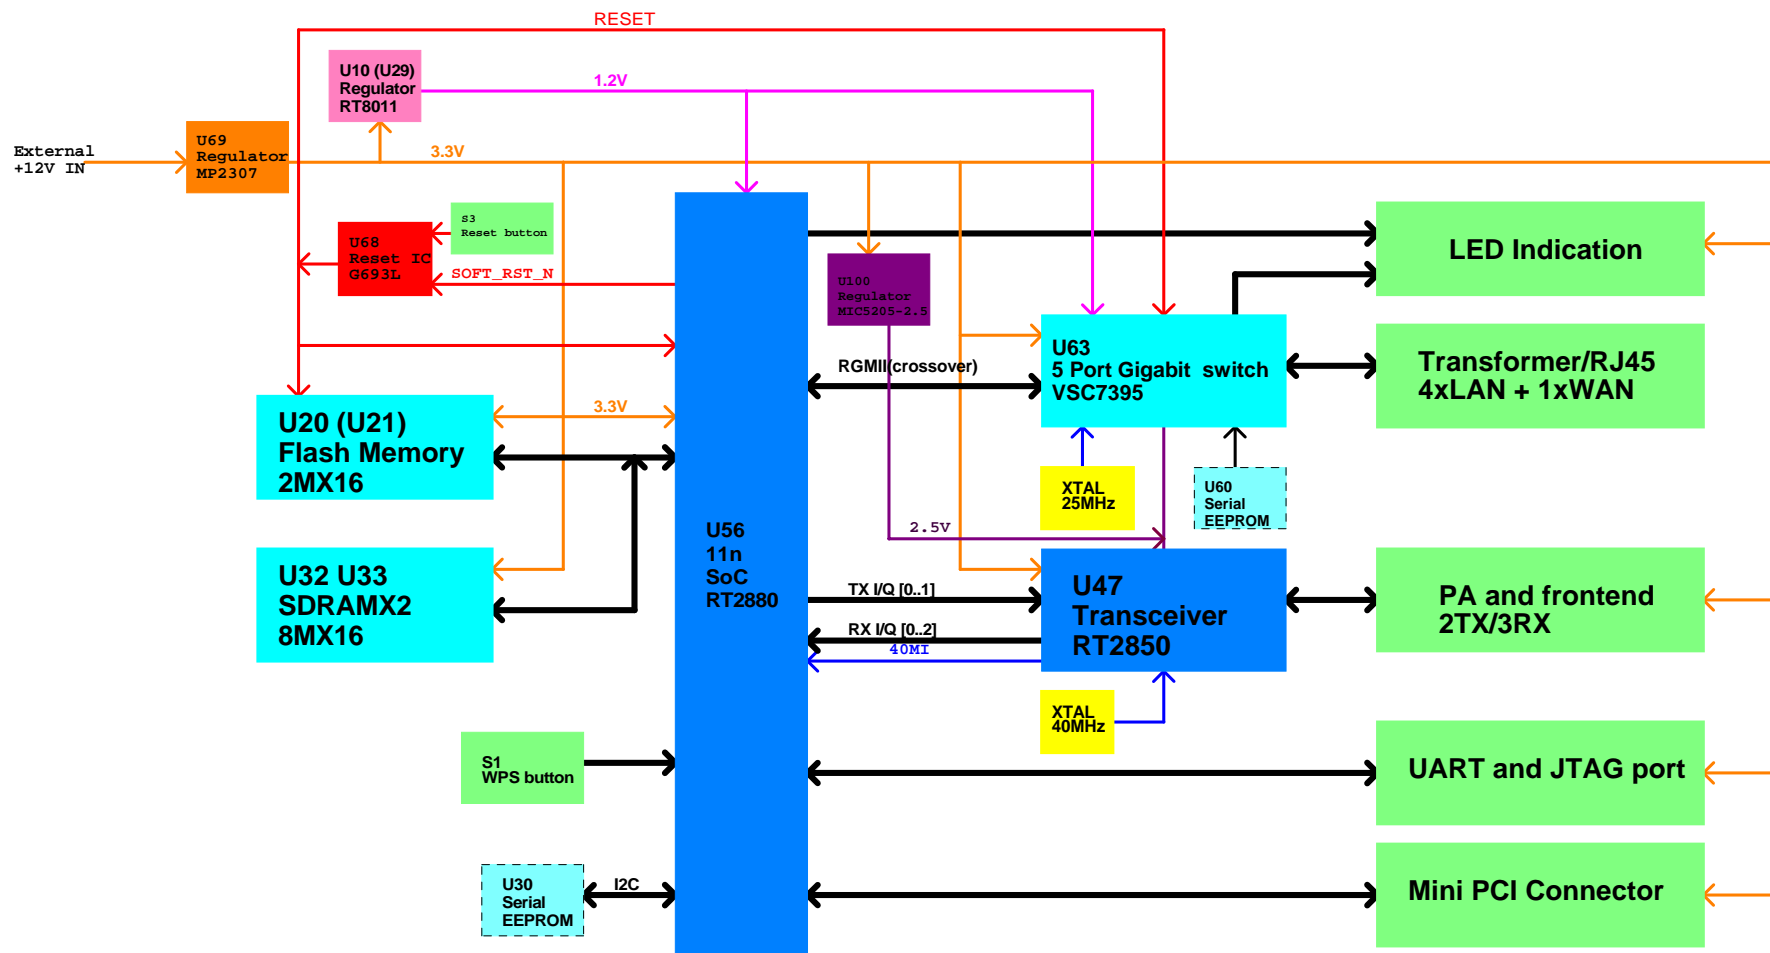 RESET
U10 (U29)
Regulator
RT8011
1.2V
External
+12V IN
U69
Regulator
MP2307
3.3V
S3
Reset button
U68
Reset IC
G693L
SOFT_RST_N
U100
Regulator
MIC5205-2.5
LED Indication
U63
5 Port Gigabit switch
VSC7395
RGMII(crossover)
Transformer/RJ45
4xLAN + 1xWAN
U20 (U21)
Flash Memory
2MX16
3.3V
XTAL
25MHz
U60
Serial
EEPROM
2.5V
U56
11n
SoC
RT2880
U32 U33
SDRAMX2
8MX16
TX I/Q [0..1]
RX I/Q [0..2]
40MI
U47
Transceiver
RT2850
PA and frontend
2TX/3RX
XTAL
40MHz
S1
WPS button
UART and JTAG port
U30
Serial
EEPROM
I2C
Mini PCI Connector